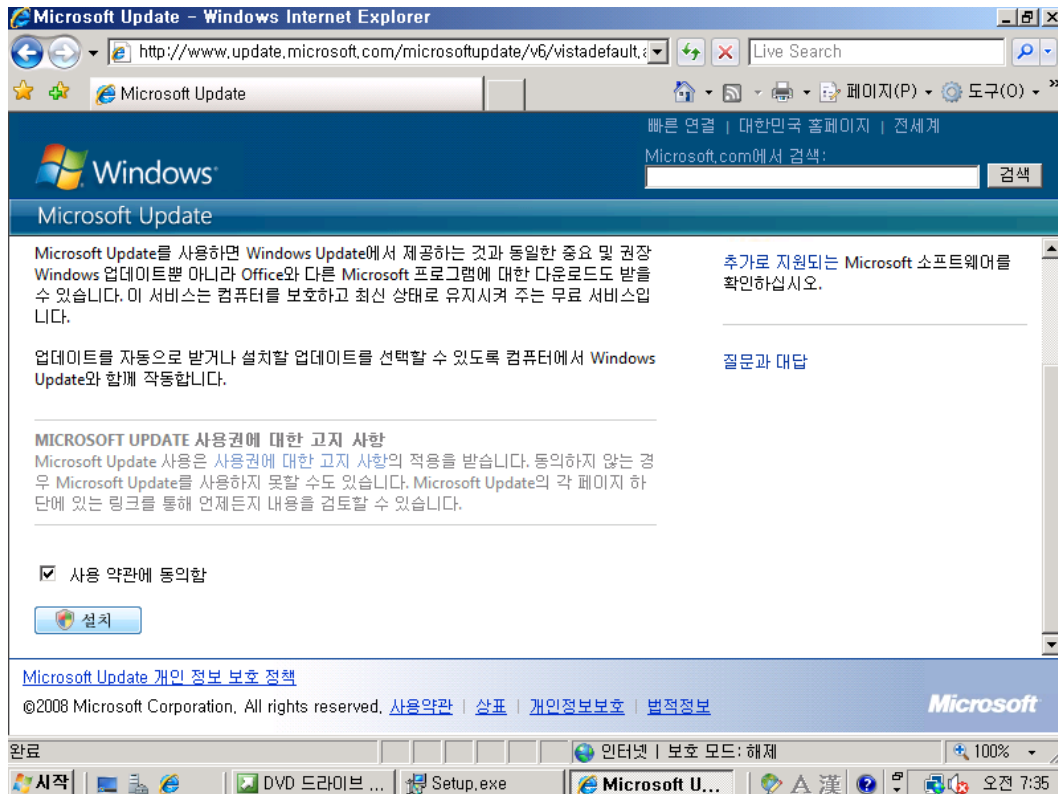 Microsoft Update - Windows Internet Explorer
http://www.update.microsoft.com/microsoftupdate/v6/vistadefault.a
Live Search
Microsoft Update
페이지(P)
도구(O)
빠른 연결 | 대한민국 홈페이지 | 전세계
Microsoft.com에서 검색:
검색
Windows
Microsoft Update
Microsoft Update를 사용하면 Windows Update에서 제공하는 것과 동일한 중요 및 권장
Windows 업데이트뿐 아니라 Office와 다른 Microsoft 프로그램에 대한 다운로드도 받을
수 있습니다. 이 서비스는 컴퓨터를 보호하고 최신 상태로 유지시켜 주는 무료 서비스입
니다.
업데이트를 자동으로 받거나 설치할 업데이트를 선택할 수 있도록 컴퓨터에서 Windows
Update와 함께 작동합니다.
MICROSOFT UPDATE 사용권에 대한 고지 사항
Microsoft Update 사용은 사용권에 대한 고지 사항의 적용을 받습니다. 동의하지 않는 경
우 Microsoft Update를 사용하지 못할 수도 있습니다. Microsoft Update의 각 페이지 하
단에 있는 링크를 통해 언제든지 내용을 검토할 수 있습니다.
사용 약관에 동의함
설치
추가로 지원되는 Microsoft 소프트웨어를
확인하십시오.
질문과 대답
Microsoft Update 개인 정보 보호 정책
©2008 Microsoft Corporation. All rights reserved. 사용약관 | 상표 | 개인정보보호 | 법적정보
Microsoft
완료
인터넷 | 보호 모드: 해제
100%
시작
DVD 드라이브 ...
Setup.exe
Microsoft U...
A 漢
오전 7:35